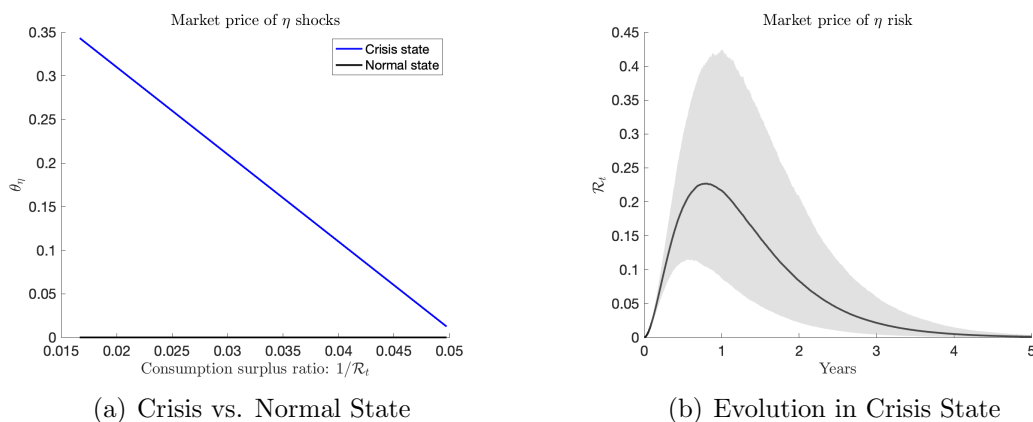 Market price of η shocks
0.35
0.3
0.25
0.2
0.15
0.1
0.05
0
θη
Crisis state
Normal state
0.015 0.02 0.025 0.03 0.035 0.04 0.045 0.05
Consumption surplus ratio: 1/ℛt
(a) Crisis vs. Normal State
Market price of η risk
0.45
0.4
0.35
0.3
0.25
0.2
0.15
0.1
0.05
0
ℛt
0 1 2 3 4 5
Years
(b) Evolution in Crisis State